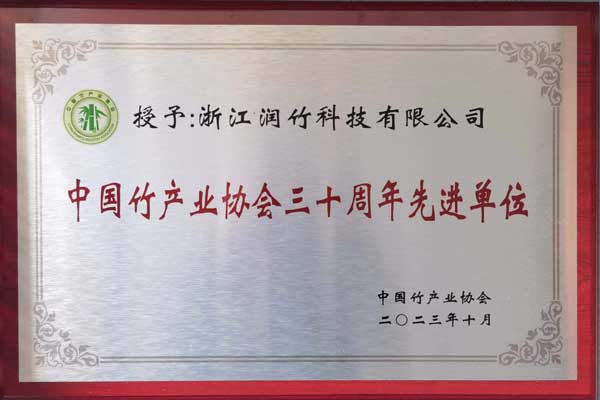 授予:浙江润竹科技有限公司
中国竹产业协会三十周年先进单位
中国竹产业协会
二〇二三年十月